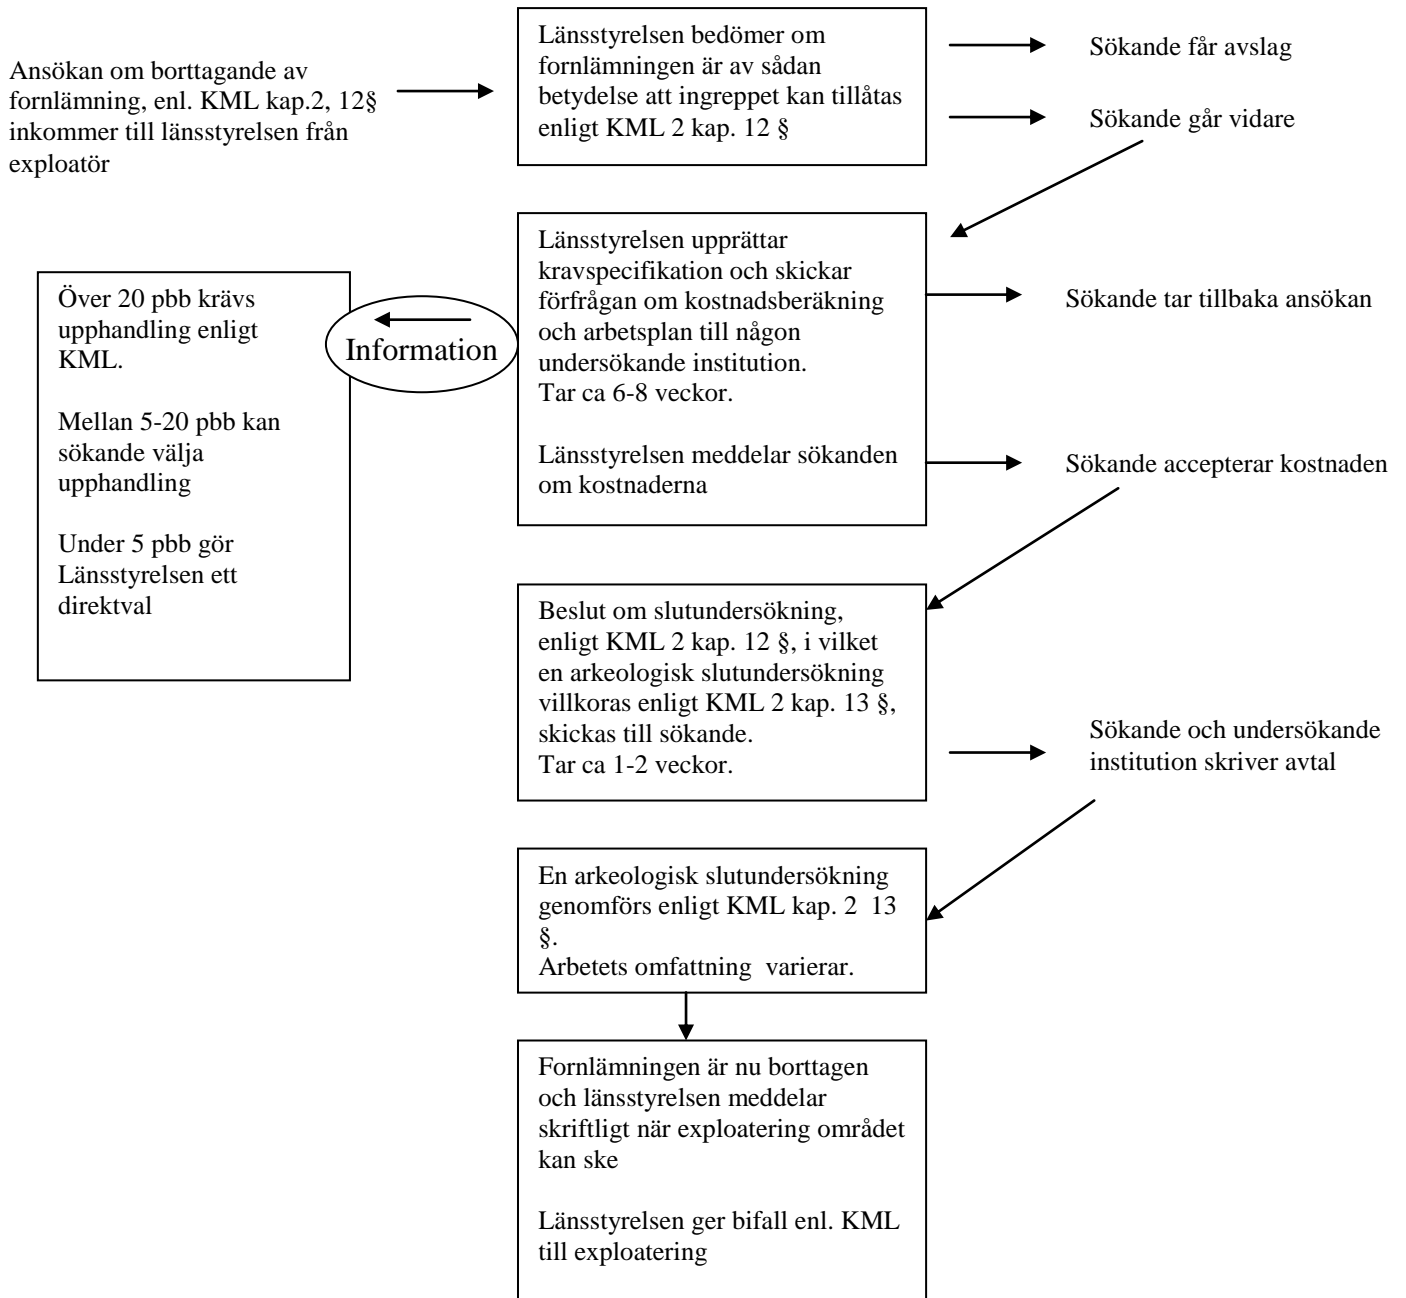 Ansökan om borttagande av
fornlämning, enl. KML kap.2, 12§
inkommer till länsstyrelsen från
exploatör
Länsstyrelsen bedömer om
fornlämningen är av sådan
betydelse att ingreppet kan tillåtas
enligt KML 2 kap. 12 §
Sökande får avslag
Sökande går vidare
Länsstyrelsen upprättar
kravspecifikation och skickar
förfrågan om kostnadsberäkning
och arbetsplan till någon
undersökande institution.
Tar ca 6-8 veckor.
Länsstyrelsen meddelar sökanden
om kostnaderna
Information
Över 20 pbb krävs
upphandling enligt
KML.
Mellan 5-20 pbb kan
sökande välja
upphandling
Under 5 pbb gör
Länsstyrelsen ett
direktval
Sökande tar tillbaka ansökan
Sökande accepterar kostnaden
Beslut om slutundersökning,
enligt KML 2 kap. 12 §, i vilket
en arkeologisk slutundersökning
villkoras enligt KML 2 kap. 13 §,
skickas till sökande.
Tar ca 1-2 veckor.
Sökande och undersökande
institution skriver avtal
En arkeologisk slutundersökning
genomförs enligt KML kap. 2  13
§.
Arbetets omfattning  varierar.
Fornlämningen är nu borttagen
och länsstyrelsen meddelar
skriftligt när exploatering området
kan ske
Länsstyrelsen ger bifall enl. KML
till exploatering